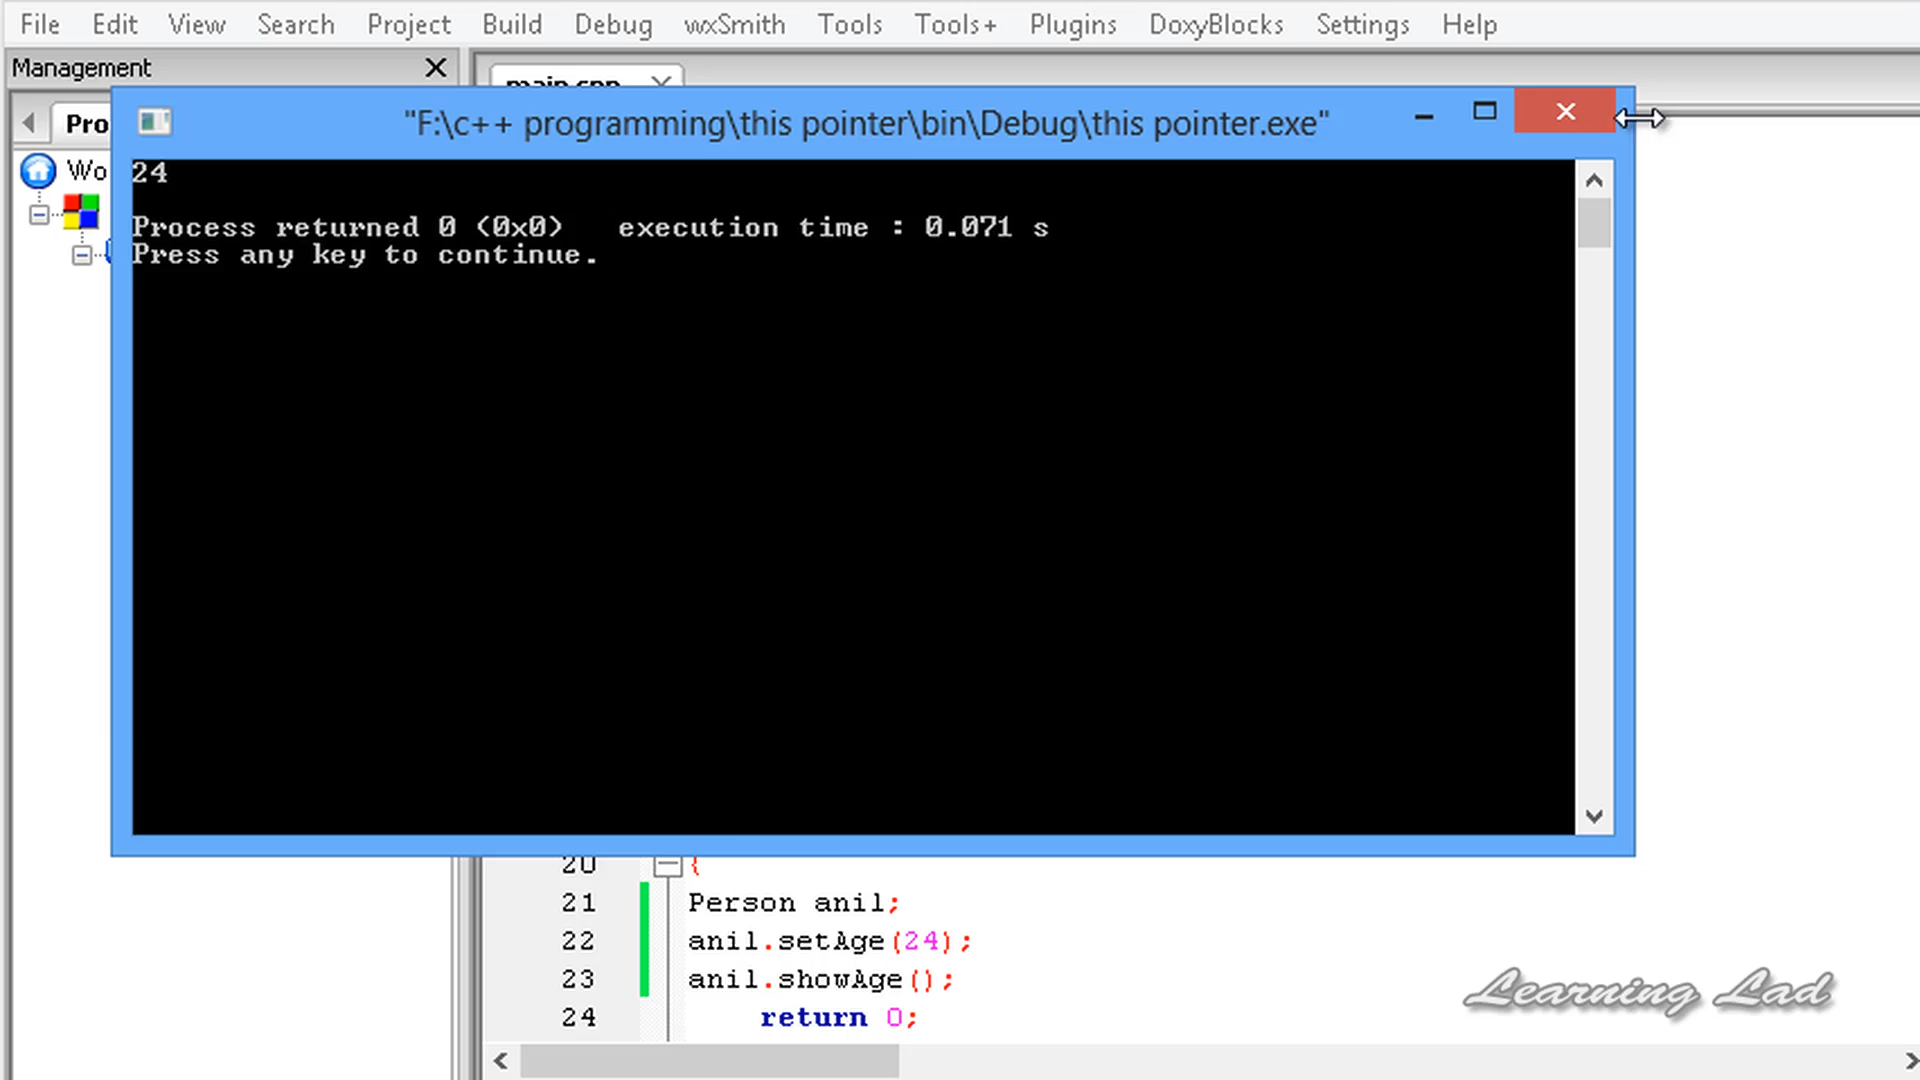 File Edit View Search Project Build Debug wxSmith Tools Tools+ Plugins DoxyBlocks Settings Help
Management
main.cpp
Pro
"F:\c++ programming\this pointer\bin\Debug\this pointer.exe"
Wo
24
Process returned 0 (0x0)   execution time : 0.071 s
Press any key to continue.
20 {
21 Person anil;
22 anil.setAge(24);
23 anil.showAge();
24 return 0;
Learning Lad